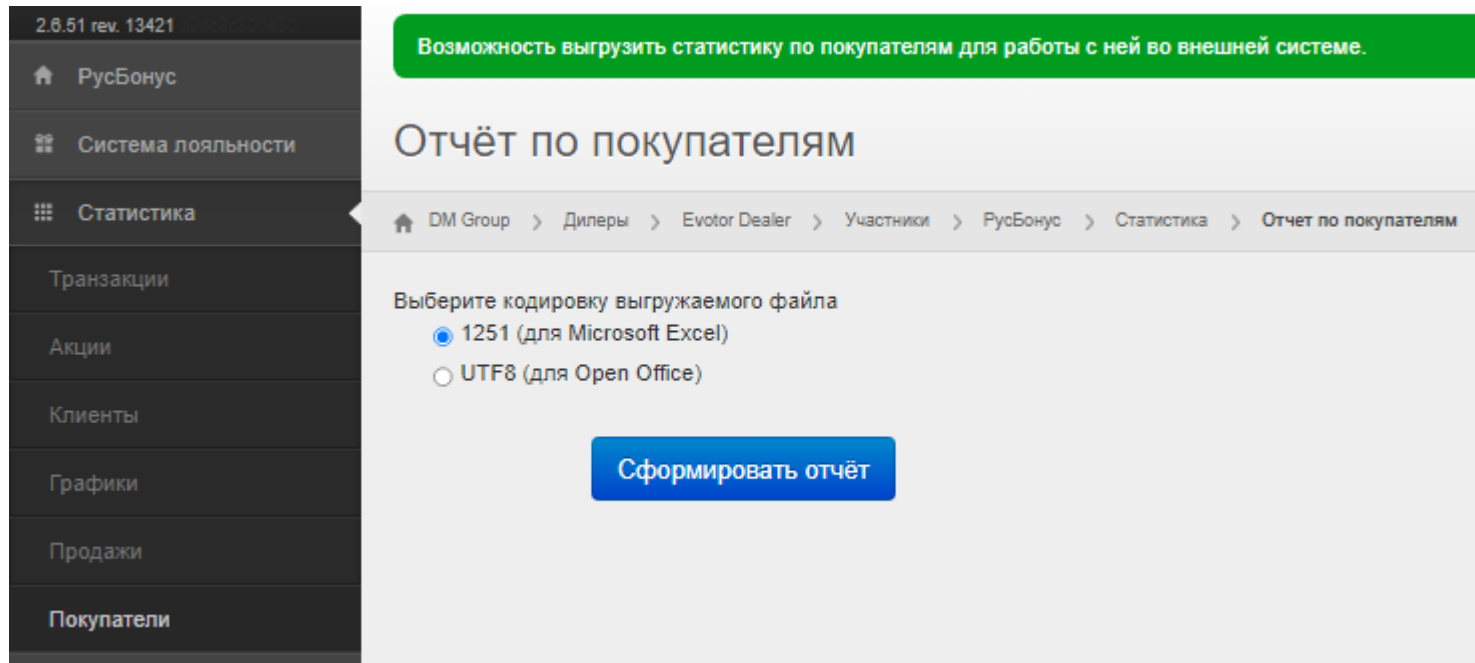 2.6.51 rev. 13421
РусБонус
Система лояльности
Статистика
Транзакции
Акции
Клиенты
Графики
Продажи
Покупатели
Возможность выгрузить статистику по покупателям для работы с ней во внешней системе.
Отчёт по покупателям
DM Group > Дилеры > Evotor Dealer > Участники > РусБонус > Статистика > Отчет по покупателям
Выберите кодировку выгружаемого файла
1251 (для Microsoft Excel)
UTF8 (для Open Office)
Сформировать отчёт